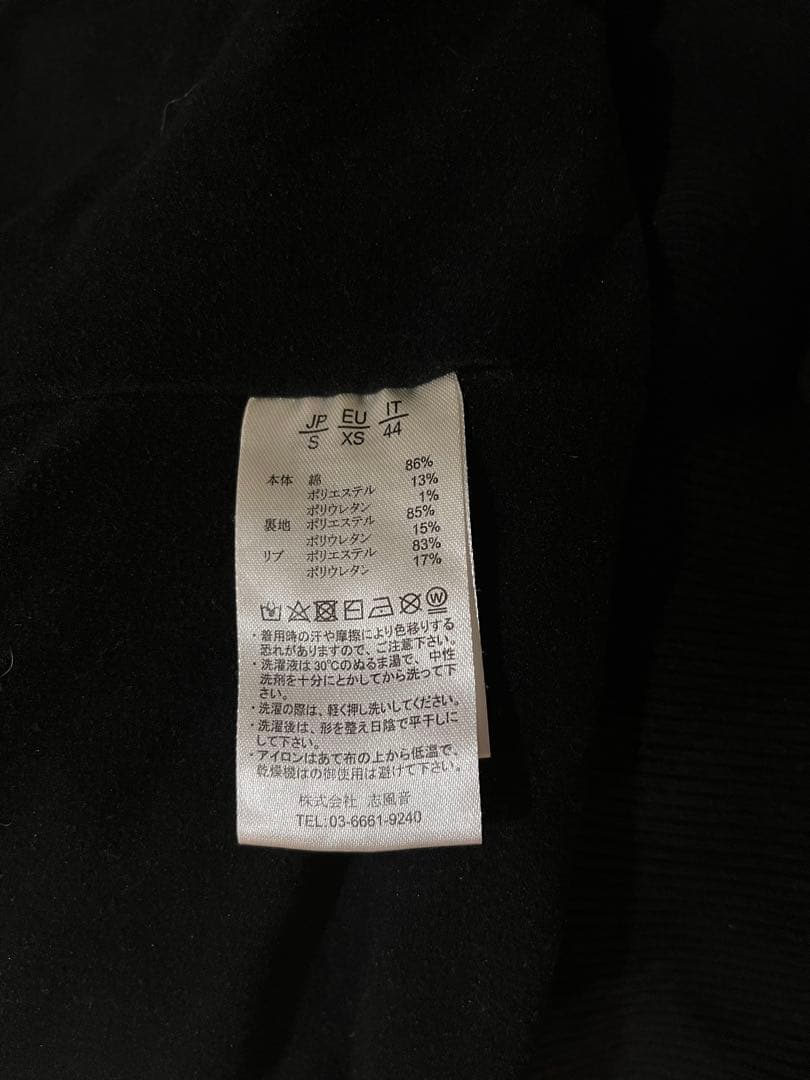 JP EU IT
S XS 44
本体 綿 86%
ポリエステル 13%
ポリウレタン 1%
裏地 ポリエステル 85%
ポリウレタン 15%
リブ ポリエステル 83%
ポリウレタン 17%
W
・着用時の汗や摩擦により色移りする
恐れがありますので、ご注意下さい。
・洗濯液は30℃のぬるま湯で、中性
洗剤を十分にとかしてから洗って下
さい。
・洗濯の際は、軽く押し洗いしてください。
・洗濯後は、形を整え日陰で平干しに
して下さい。
・アイロンはあて布の上から低温で、
乾燥機はの御使用は避けて下さい。
株式会社 志風音
TEL:03-6661-9240